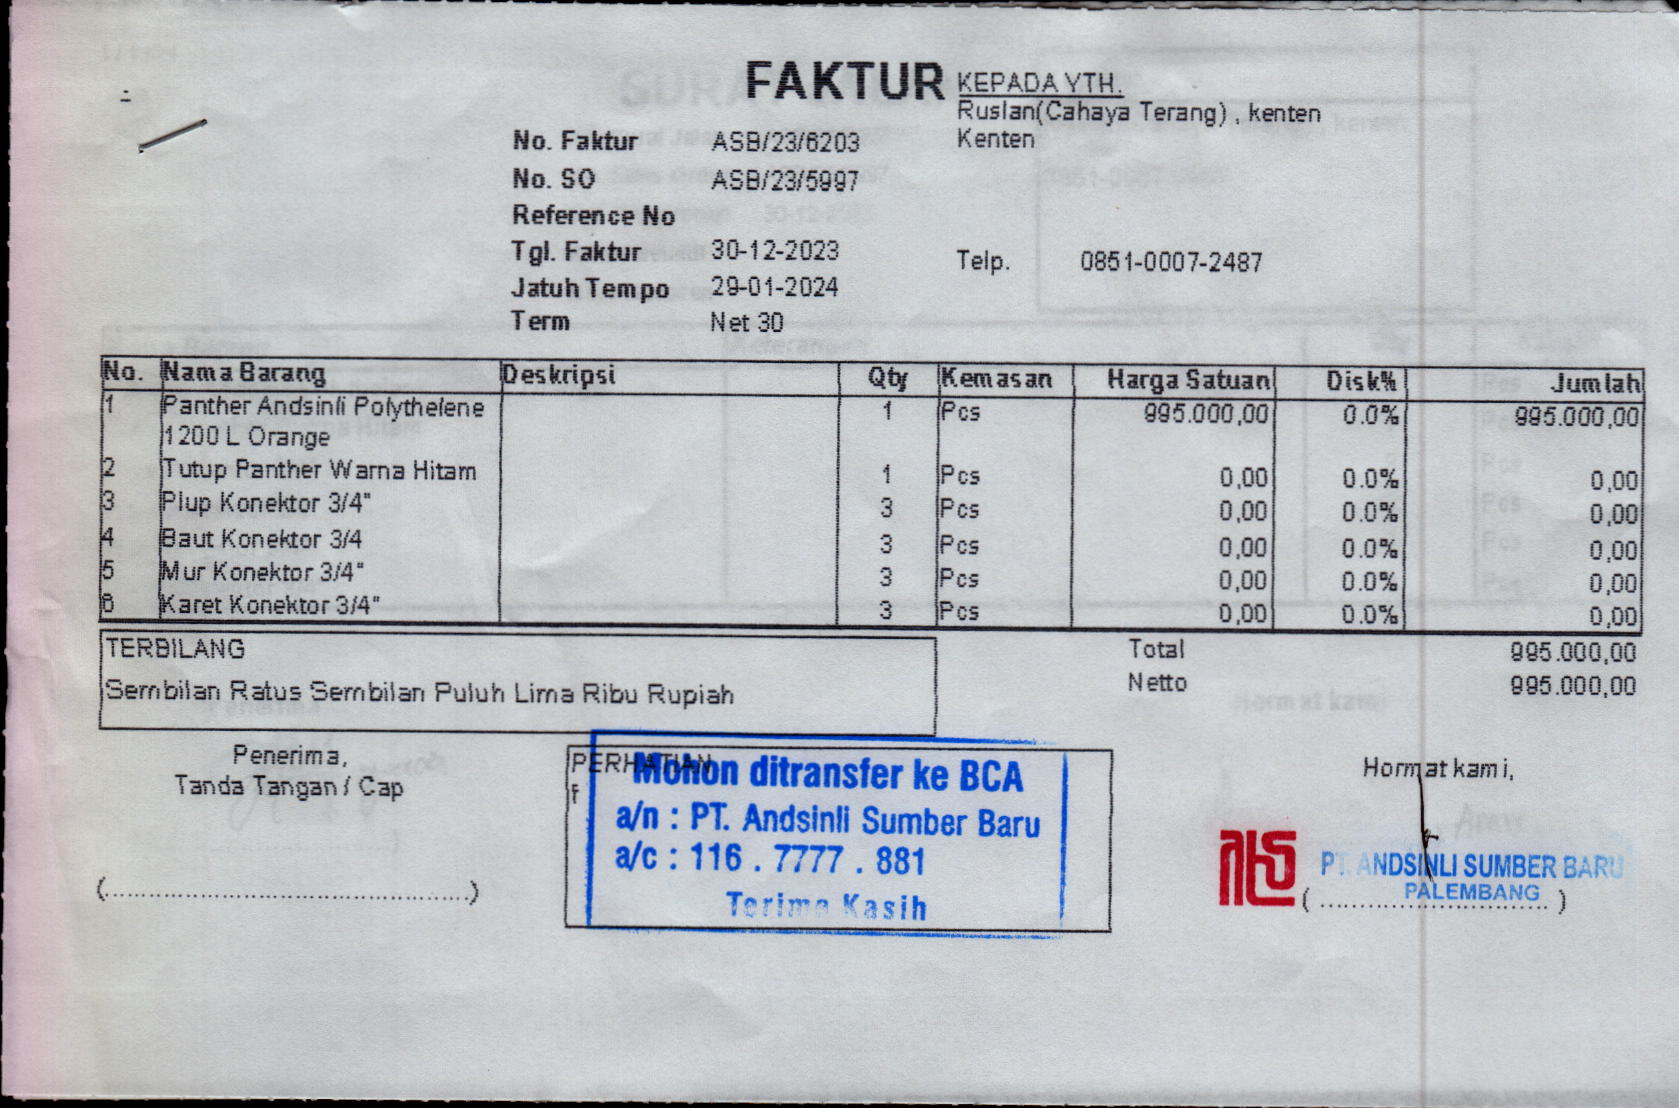 FAKTUR
KEPADA YTH.
Ruslan(Cahaya Terang) , kenten
Kenten
No. Faktur ASB/23/6203
No. SO ASB/23/5997
Reference No
Tgl. Faktur 30-12-2023
Telp. 0851-0007-2487
Jatuh Tempo 29-01-2024
Term Net 30
No. Nama Barang Deskripsi Qty Kemasan Harga Satuan Disk% Jumlah
1 Panther Andsinli Polythelene 1 Pcs 995.000,00 0.0% 995.000,00
1200 L Orange
2 Tutup Panther Warna Hitam 1 Pcs 0,00 0.0% 0,00
3 Plup Konektor 3/4" 3 Pcs 0,00 0.0% 0,00
4 Baut Konektor 3/4 3 Pcs 0,00 0.0% 0,00
5 Mur Konektor 3/4" 3 Pcs 0,00 0.0% 0,00
6 Karet Konektor 3/4" 3 Pcs 0,00 0.0% 0,00
TERBILANG
Sembilan Ratus Sembilan Puluh Lima Ribu Rupiah
Total 995.000,00
Netto 995.000,00
Penerima,
Tanda Tangan / Cap
(..........................................)
PERHATIAN
f
Mohon ditransfer ke BCA
a/n : PT. Andsinli Sumber Baru
a/c : 116 . 7777 . 881
Terima Kasih
Hormat kami,
PT. ANDSINLI SUMBER BARU
PALEMBANG
( .......................... )